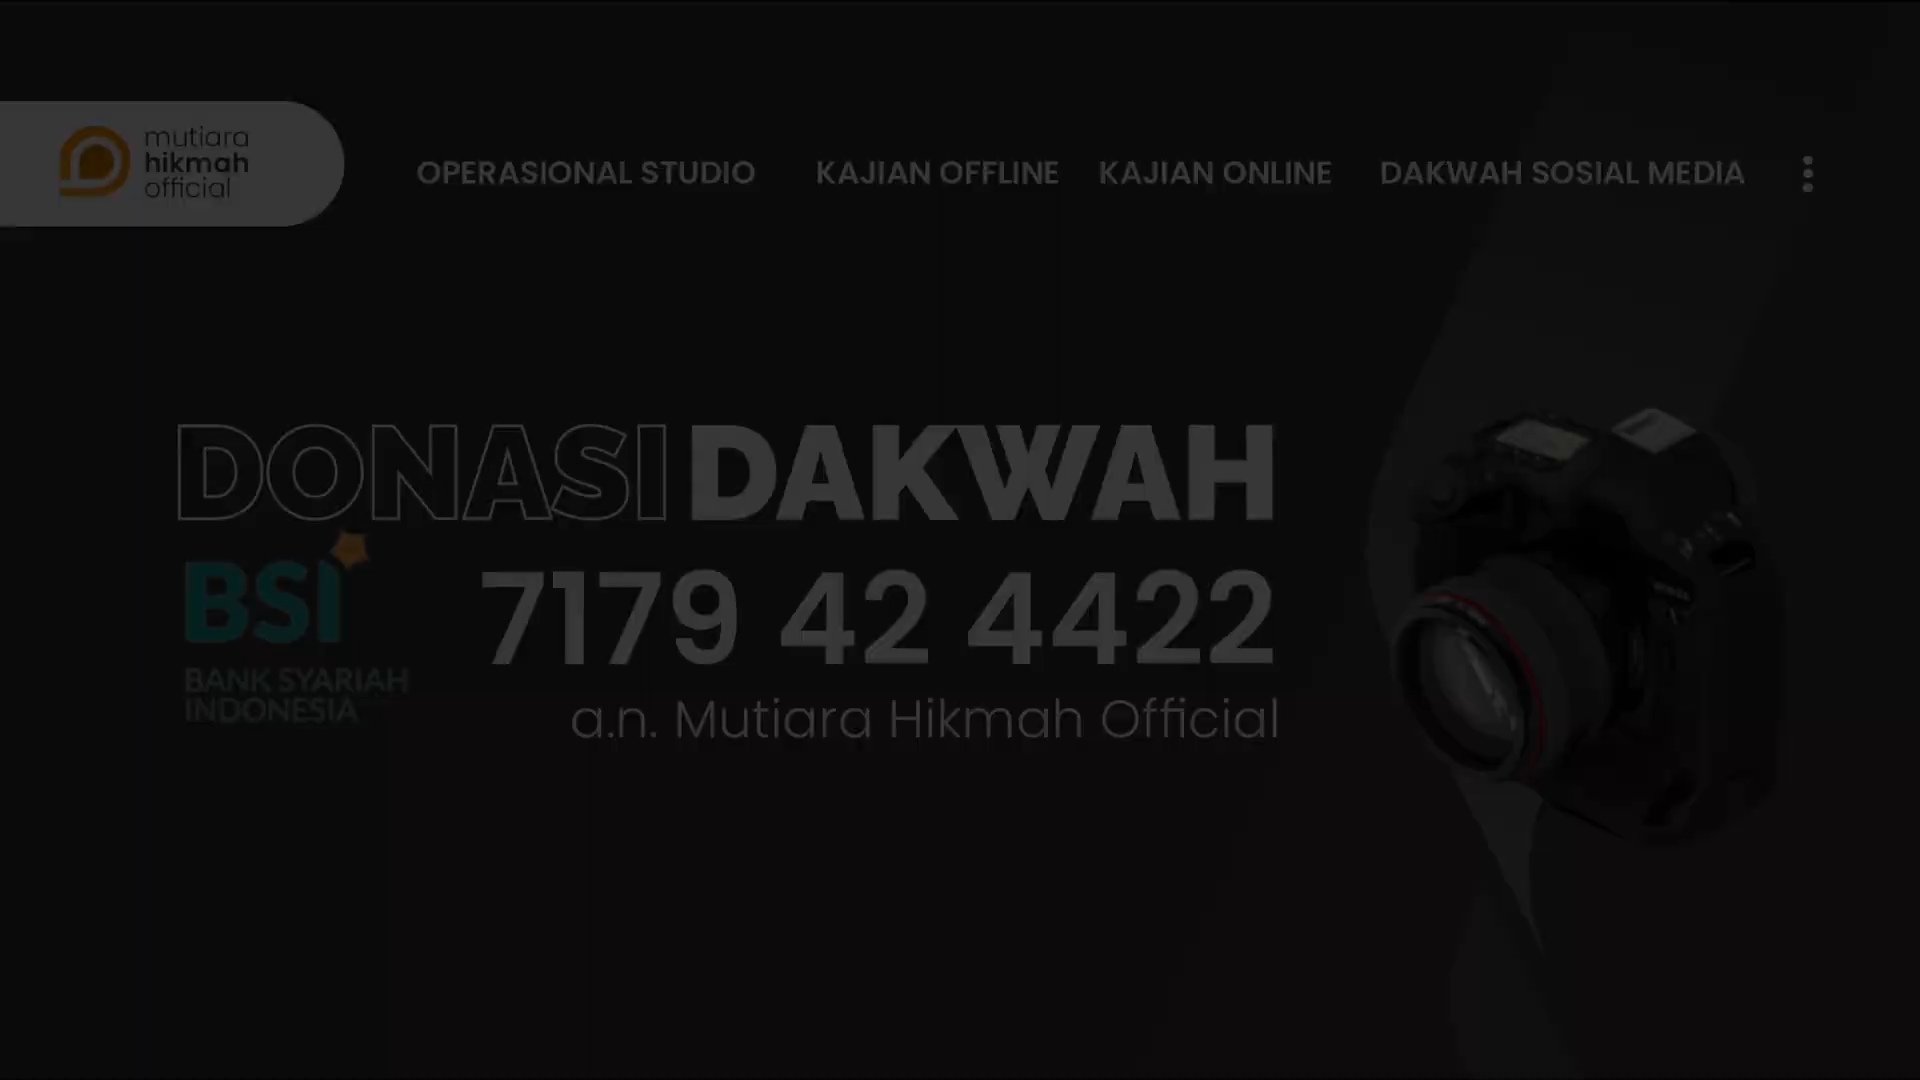 mutiara
hikmah
official
OPERASIONAL STUDIO KAJIAN OFFLINE KAJIAN ONLINE DAKWAH SOSIAL MEDIA
DONASI DAKWAH
BSI
BANK SYARIAH
INDONESIA
7179 42 4422
a.n. Mutiara Hikmah Official